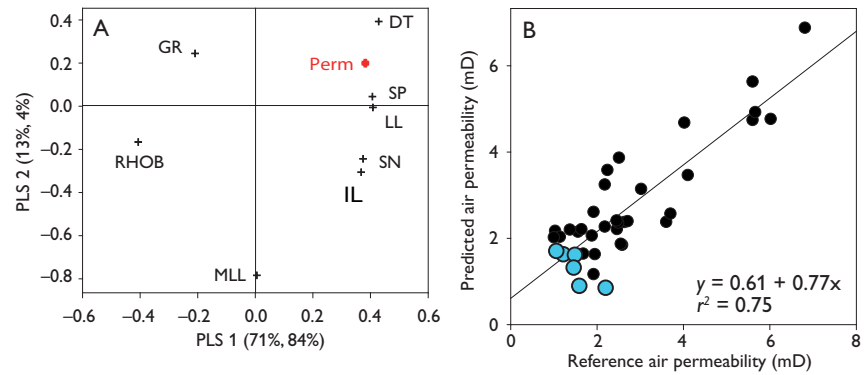 A
0.4
0.2
0.0
−0.2
−0.4
−0.6
−0.8
PLS 2 (13%, 4%)
GR
DT
Perm
SP
LL
SN
IL
RHOB
MLL
−0.6
−0.4
−0.2
0.0
0.2
0.4
0.6
PLS 1 (71%, 84%)
B
6
4
2
0
Predicted air permeability (mD)
y = 0.61 + 0.77x
r² = 0.75
0
2
4
6
8
Reference air permeability (mD)